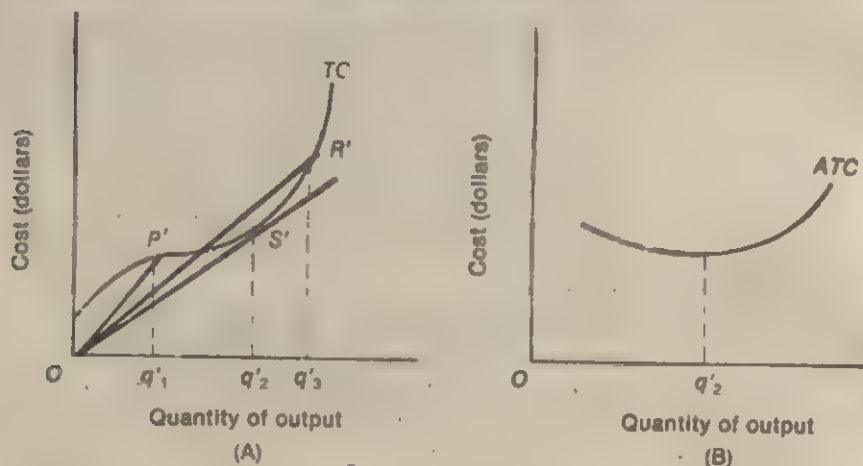 TC
R'
P'
S'
Cost (dollars)
O
q'1
q'2
q'3
Quantity of output
(A)
ATC
Cost (dollars)
O
q'2
Quantity of output
(B)